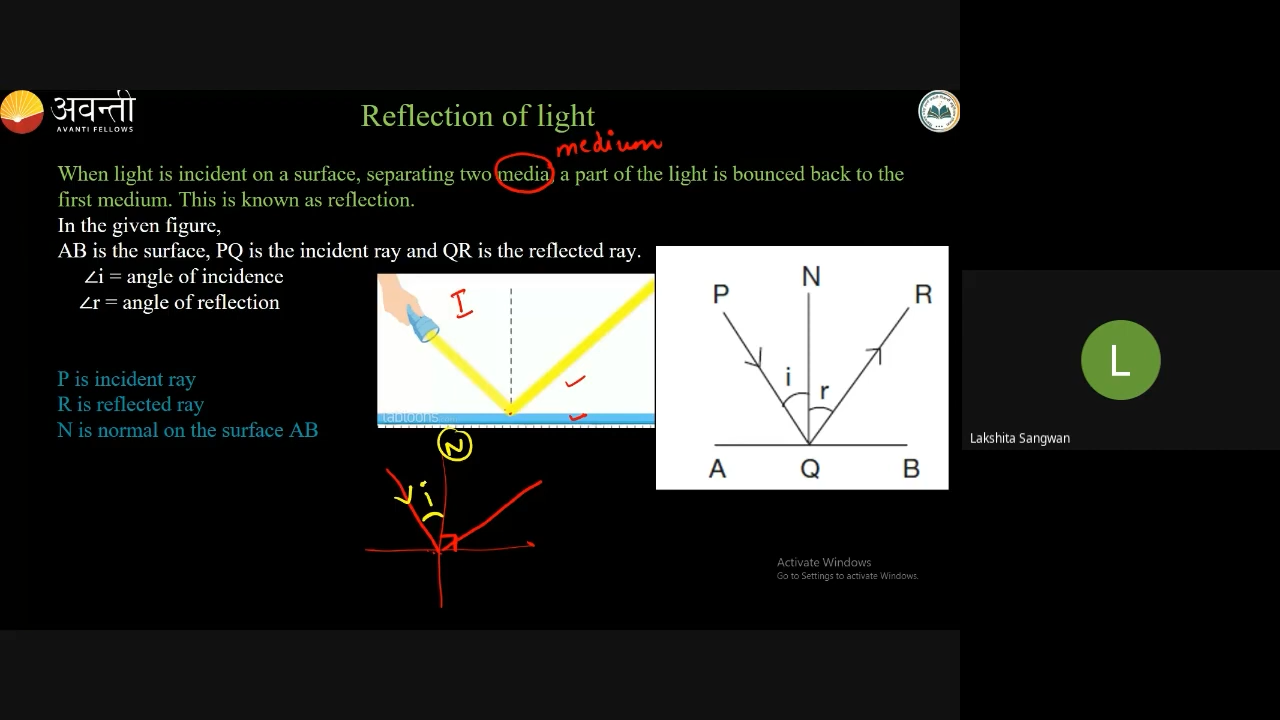 अवन्ती
AVANTI FELLOWS
Reflection of light
medium
When light is incident on a surface, separating two media, a part of the light is bounced back to the
first medium. This is known as reflection.
In the given figure,
AB is the surface, PQ is the incident ray and QR is the reflected ray.
∠i = angle of incidence
∠r = angle of reflection
I
P is incident ray
R is reflected ray
N is normal on the surface AB
tabtoons
N
i
P N R
i r
A Q B
Lakshita Sangwan
L
Activate Windows
Go to Settings to activate Windows.